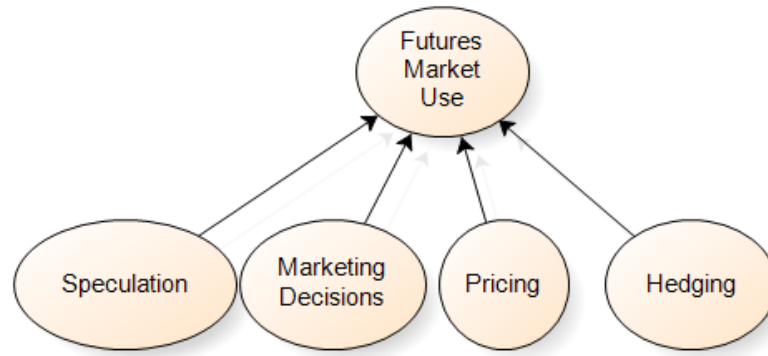 Futures
Market
Use
Speculation
Marketing
Decisions
Pricing
Hedging